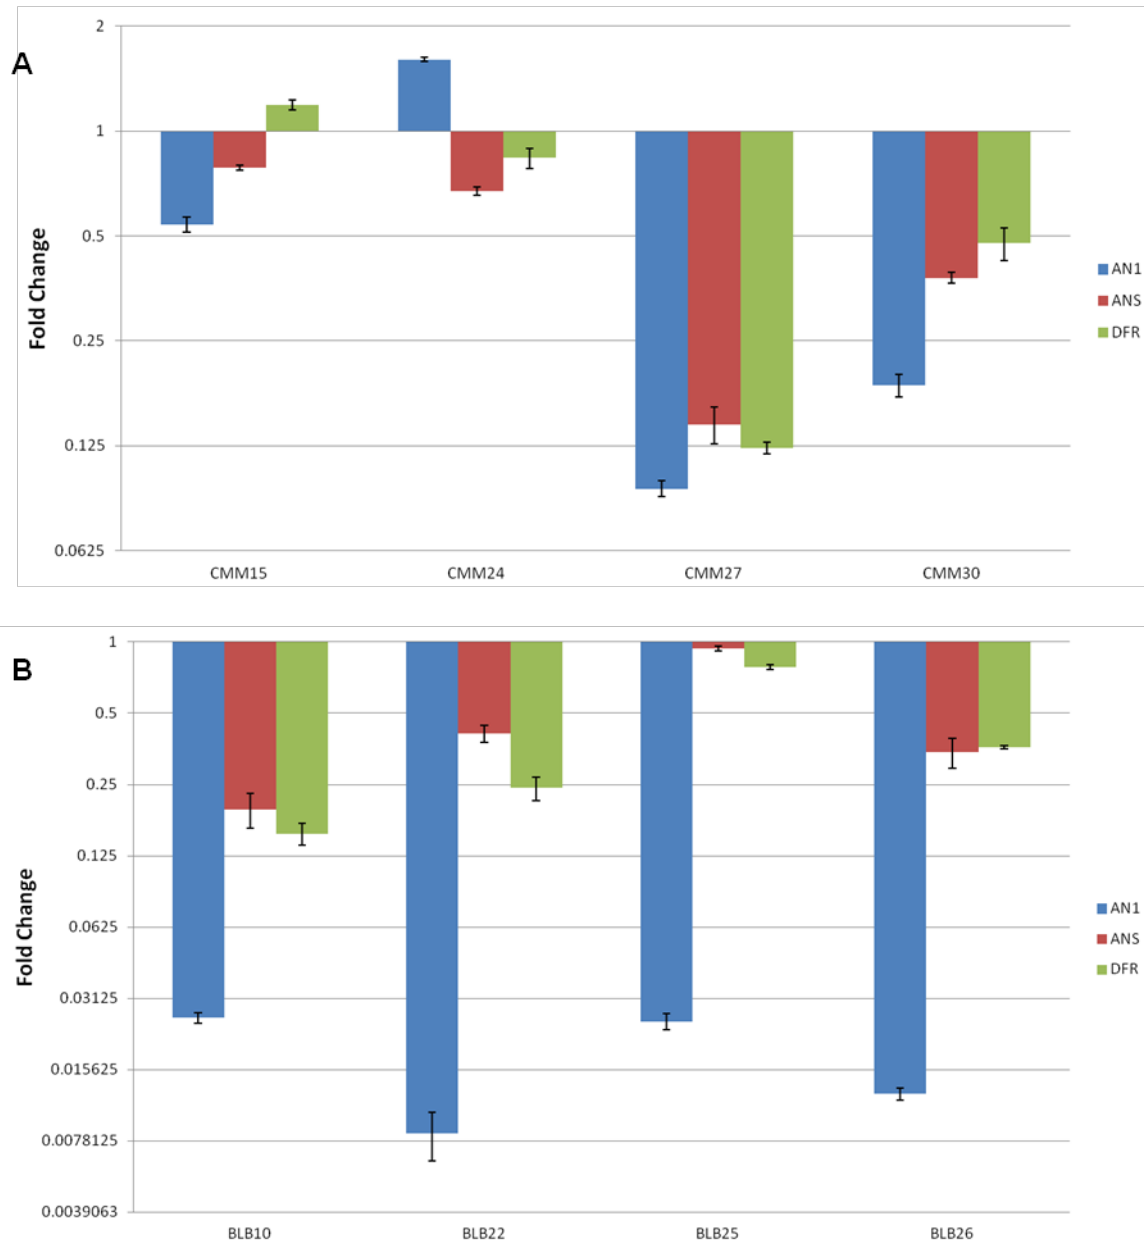 A
2
1
0.5
0.25
0.125
0.0625
Fold Change
CMM15 CMM24 CMM27 CMM30
AN1
ANS
DFR
B
1
0.5
0.25
0.125
0.0625
0.03125
0.015625
0.0078125
0.0039063
Fold Change
BLB10 BLB22 BLB25 BLB26
AN1
ANS
DFR